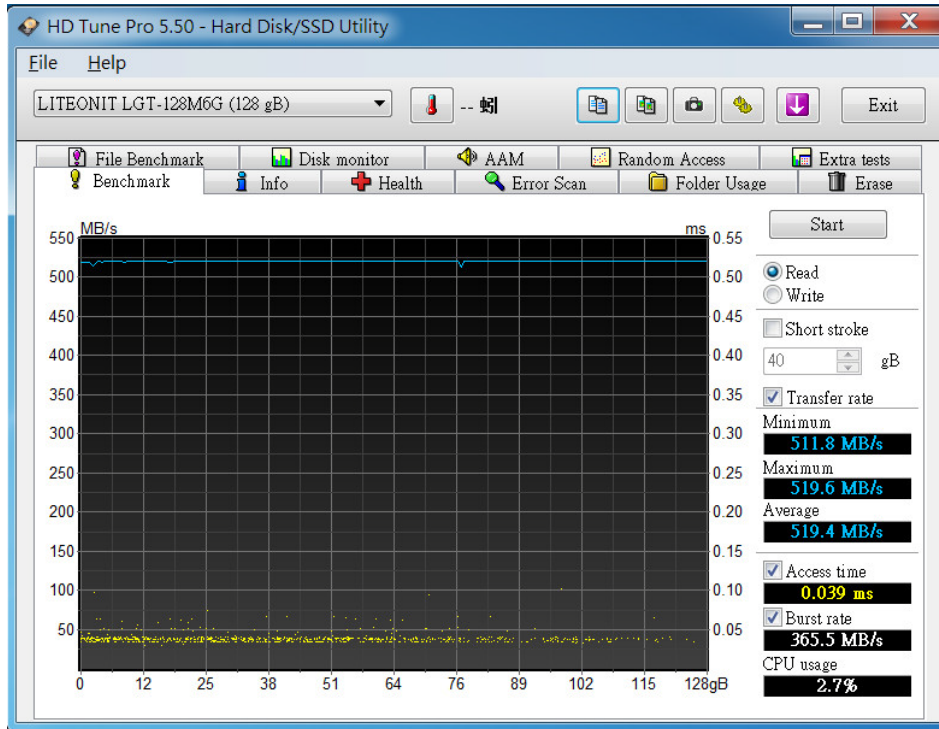 HD Tune Pro 5.50 - Hard Disk/SSD Utility
File Help
LITEONIT LGT-128M6G (128 gB) -- 蚓 Exit
File Benchmark Disk monitor AAM Random Access Extra tests
Benchmark Info Health Error Scan Folder Usage Erase
MB/s ms
Start
550 0.55
500 0.50
450 0.45
400 0.40
350 0.35
300 0.30
250 0.25
200 0.20
150 0.15
100 0.10
50 0.05
0 12 25 38 51 64 76 89 102 115 128gB
Read
Write
Short stroke
40 gB
Transfer rate
Minimum
511.8 MB/s
Maximum
519.6 MB/s
Average
519.4 MB/s
Access time
0.039 ms
Burst rate
365.5 MB/s
CPU usage
2.7%